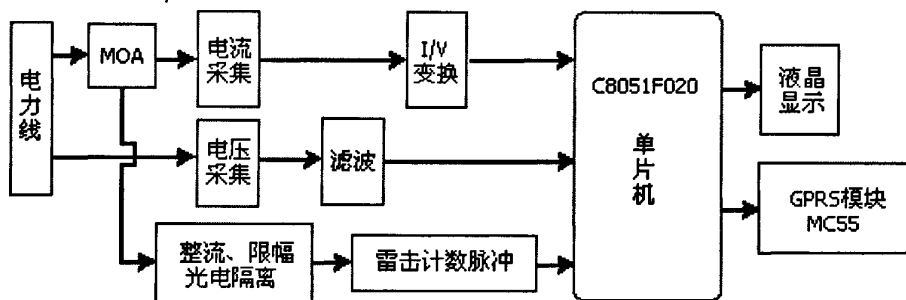 电力线
MOA
电流
采集
I/V
变换
C8051F020
单片机
液晶
显示
电压
采集
滤波
GPRS模块
MC55
整流、限幅
光电隔离
雷击计数脉冲